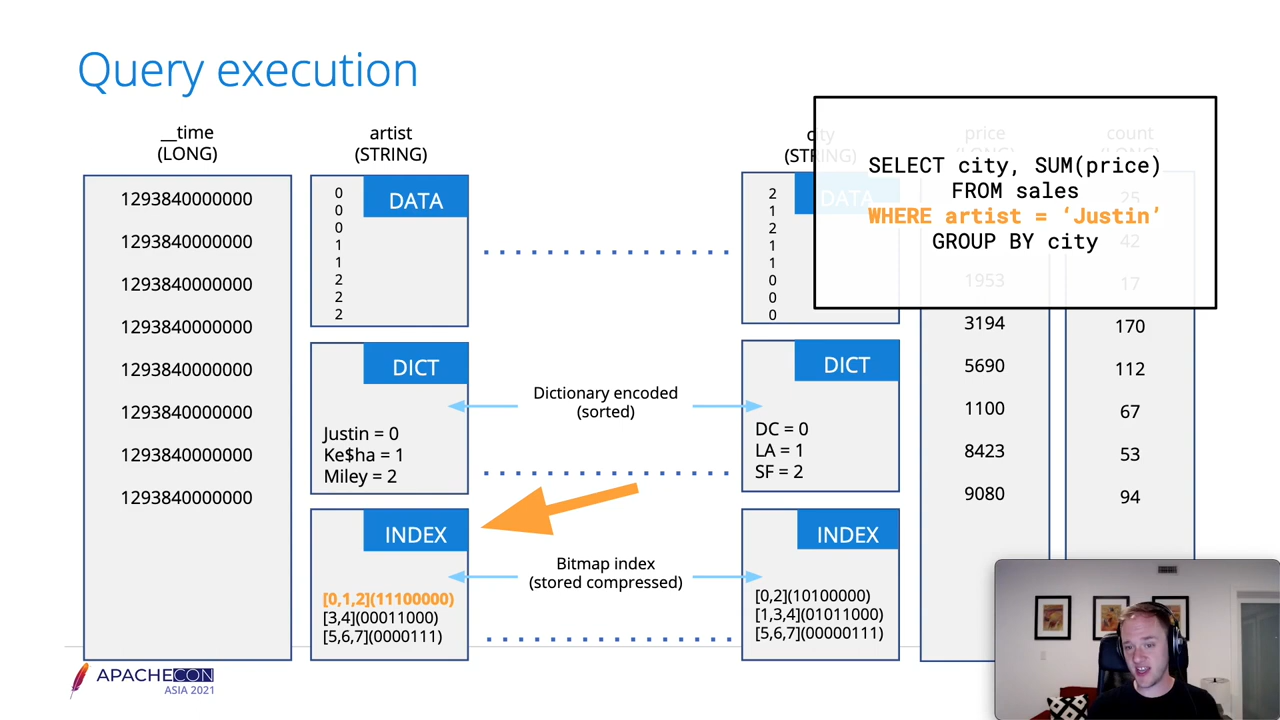 Query execution
__time
(LONG)
1293840000000
1293840000000
1293840000000
1293840000000
1293840000000
1293840000000
1293840000000
1293840000000
artist
(STRING)
DATA
0
0
0
1
1
2
2
2
DICT
Justin = 0
Ke$ha = 1
Miley = 2
INDEX
[0,1,2](11100000)
[3,4](00011000)
[5,6,7](0000111)
Dictionary encoded
(sorted)
Bitmap index
(stored compressed)
city
(STRING)
DATA
2
1
2
1
1
0
0
0
DICT
DC = 0
LA = 1
SF = 2
INDEX
[0,2](10100000)
[1,3,4](01011000)
[5,6,7](00000111)
SELECT city, SUM(price)
FROM sales
WHERE artist = ‘Justin’
GROUP BY city
price
(LONG)
1953
3194
5690
1100
8423
9080
count
(LONG)
25
42
17
170
112
67
53
94
APACHECON
ASIA 2021